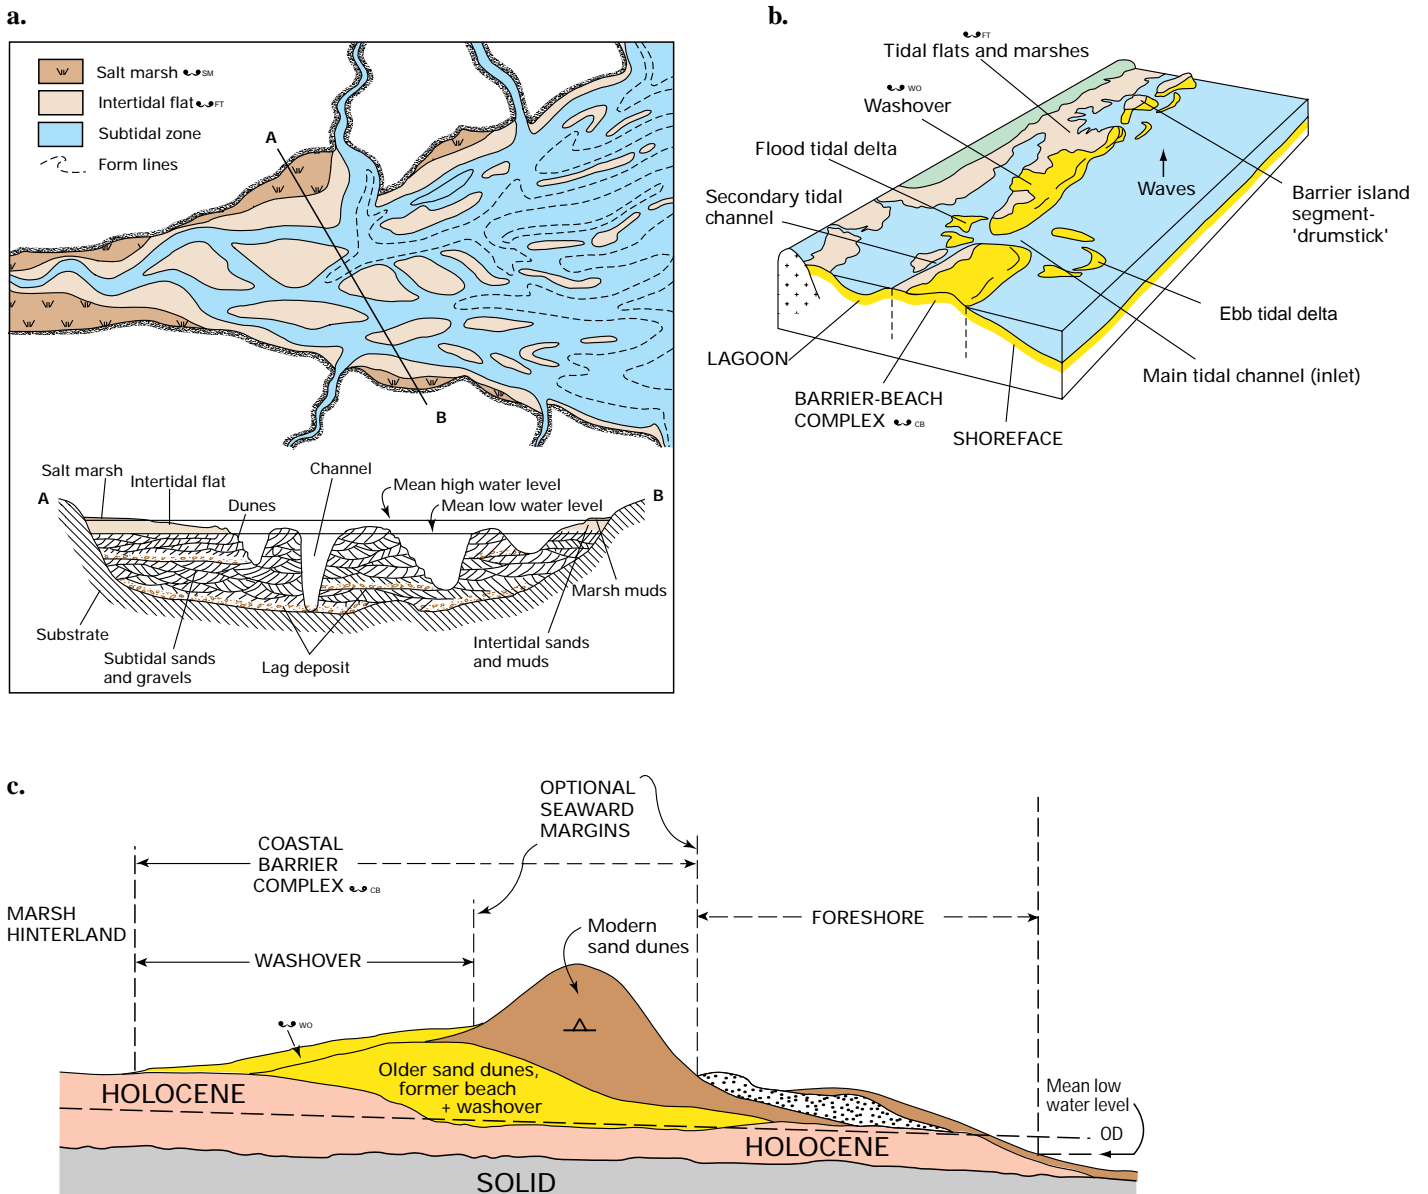 a.
Salt marsh SM
Intertidal flat FT
Subtidal zone
Form lines
A
B
Salt marsh
Intertidal flat
Channel
Mean high water level
Mean low water level
A
Dunes
B
Substrate
Subtidal sands
and gravels
Lag deposit
Intertidal sands
and muds
Marsh muds
b.
FT
Tidal flats and marshes
WO
Washover
Flood tidal delta
Secondary tidal
channel
Waves
Barrier island
segment-
'drumstick'
Ebb tidal delta
Main tidal channel (inlet)
LAGOON
BARRIER-BEACH
COMPLEX CB
SHOREFACE
c.
OPTIONAL
SEAWARD
MARGINS
COASTAL
BARRIER
COMPLEX CB
MARSH
HINTERLAND
FORESHORE
WASHOVER
Modern
sand dunes
WO
Older sand dunes,
former beach
+ washover
HOLOCENE
Mean low
water level
OD
HOLOCENE
SOLID